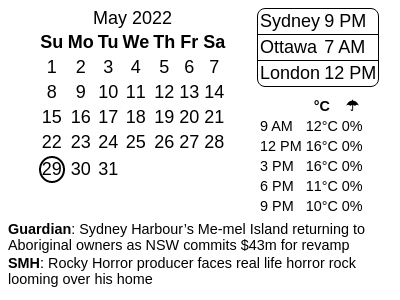 May 2022
Su Mo Tu We Th Fr Sa
1 2 3 4 5 6 7
8 9 10 11 12 13 14
15 16 17 18 19 20 21
22 23 24 25 26 27 28
29 30 31
Sydney 9 PM
Ottawa 7 AM
London 12 PM
°C ☂
9 AM 12°C 0%
12 PM 16°C 0%
3 PM 16°C 0%
6 PM 11°C 0%
9 PM 10°C 0%
Guardian: Sydney Harbour’s Me-mel Island returning to
Aboriginal owners as NSW commits $43m for revamp
SMH: Rocky Horror producer faces real life horror rock
looming over his home